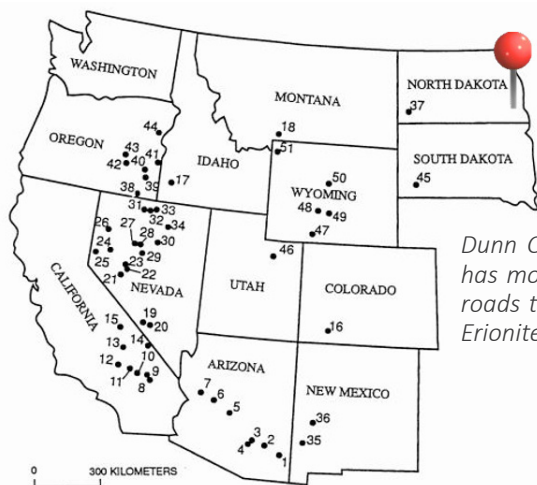 WASHINGTON
MONTANA
NORTH DAKOTA
37
OREGON
44
43
42
40
41
39
38
IDAHO
17
18
51
SOUTH DAKOTA
45
WYOMING
50
48
49
47
31
32
33
34
26
27
28
30
24
25
29
23
22
21
NEVADA
UTAH
46
COLORADO
16
CALIFORNIA
15
19
20
14
13
12
10
11
9
8
ARIZONA
7
6
5
3
2
4
1
NEW MEXICO
36
35
0 300 KILOMETERS
Dunn C
has mo
roads t
Erionite